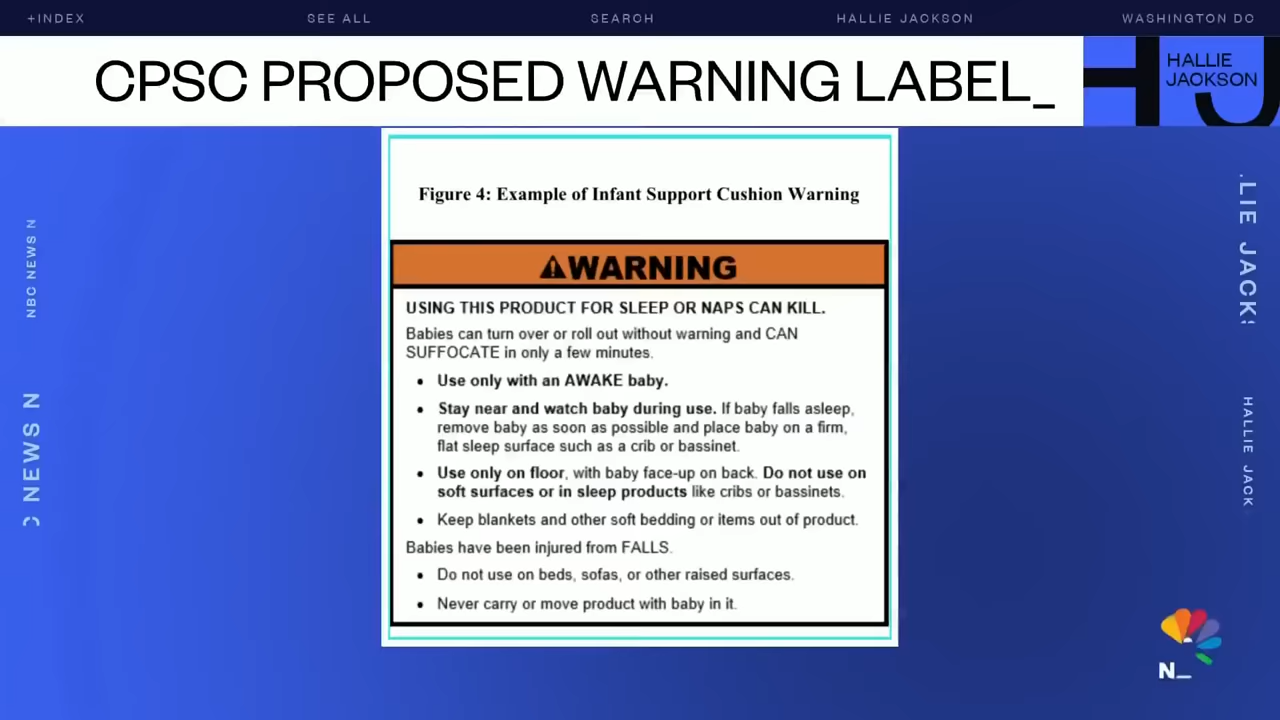 +INDEX
SEE ALL
SEARCH
HALLIE JACKSON
WASHINGTON DC
CPSC PROPOSED WARNING LABEL_
HALLIE
JACKSON
Figure 4: Example of Infant Support Cushion Warning
WARNING
USING THIS PRODUCT FOR SLEEP OR NAPS CAN KILL.
Babies can turn over or roll out without warning and CAN
SUFFOCATE in only a few minutes.
• Use only with an AWAKE baby.
• Stay near and watch baby during use. If baby falls asleep,
remove baby as soon as possible and place baby on a firm,
flat sleep surface such as a crib or bassinet.
• Use only on floor, with baby face-up on back. Do not use on
soft surfaces or in sleep products like cribs or bassinets.
• Keep blankets and other soft bedding or items out of product.
Babies have been injured from FALLS.
• Do not use on beds, sofas, or other raised surfaces.
• Never carry or move product with baby in it.
NBC NEWS N
NEWS N
LIE JACK
HALLIE JACK
N_